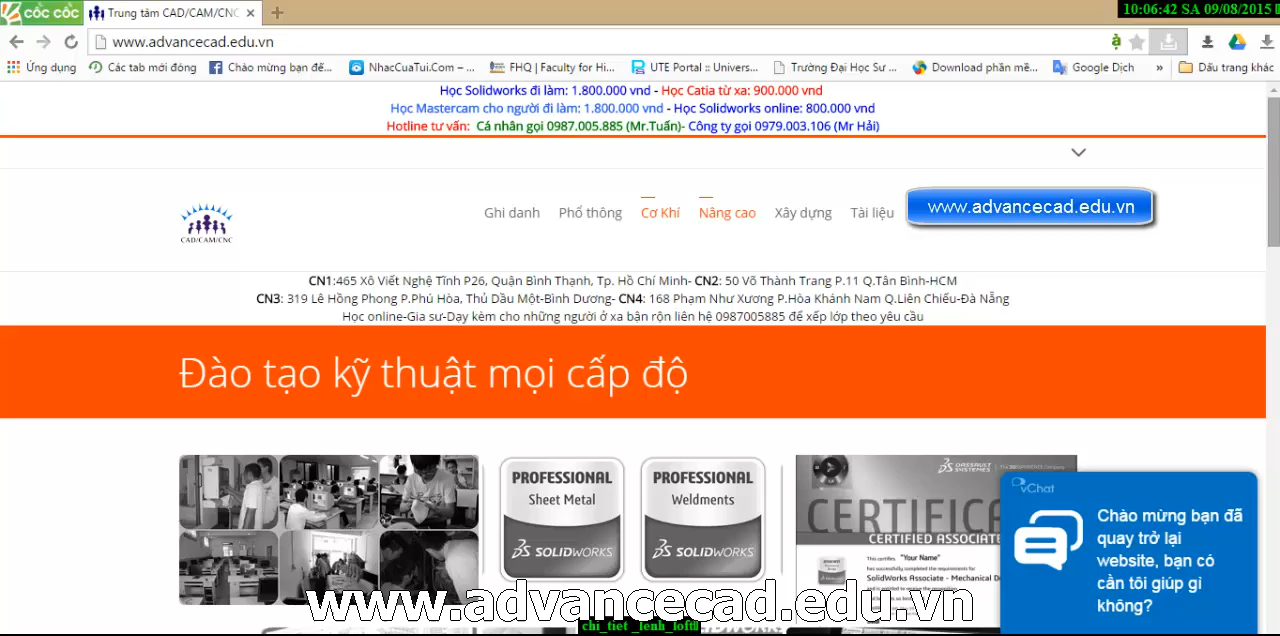 cốc cốc
Trung tâm CAD/CAM/CNC
10:06:42 SA 09/08/2015
www.advancecad.edu.vn
Ứng dụng
Các tab mới đóng
Chào mừng bạn đế...
NhacCuaTui.Com – ...
FHQ | Faculty for Hi...
UTE Portal :: Univers...
Trường Đại Học Sư ...
Download phần mề...
Google Dịch
»
Dấu trang khác
Học Solidworks đi làm: 1.800.000 vnd - Học Catia từ xa: 900.000 vnd
Học Mastercam cho người đi làm: 1.800.000 vnd - Học Solidworks online: 800.000 vnd
Hotline tư vấn: Cá nhân gọi 0987.005.885 (Mr.Tuấn)- Công ty gọi 0979.003.106 (Mr Hải)
CAD/CAM/CNC
Ghi danh
Phổ thông
Cơ Khí
Nâng cao
Xây dựng
Tài liệu
www.advancecad.edu.vn
CN1:465 Xô Viết Nghệ Tĩnh P26, Quận Bình Thạnh, Tp. Hồ Chí Minh- CN2: 50 Võ Thành Trang P.11 Q.Tân Bình-HCM
CN3: 319 Lê Hồng Phong P.Phú Hòa, Thủ Dầu Một-Bình Dương- CN4: 168 Phạm Như Xương P.Hòa Khánh Nam Q.Liên Chiểu-Đà Nẵng
Học online-Gia sư-Dạy kèm cho những người ở xa bận rộn liên hệ 0987005885 để xếp lớp theo yêu cầu
Đào tạo kỹ thuật mọi cấp độ
PROFESSIONAL
Sheet Metal
SOLIDWORKS
PROFESSIONAL
Weldments
SOLIDWORKS
DASSAULT SYSTEMES
CERTIFICA
CERTIFIED ASSOCIATE
This certifies "Your Name"
has successfully completed the requirements for
SolidWorks Associate - Mechanical D
vChat
Chào mừng bạn đã
quay trở lại
website, bạn có
cần tôi giúp gì
không?
www.advancecad.edu.vn
chi_tiet _lenh_loft